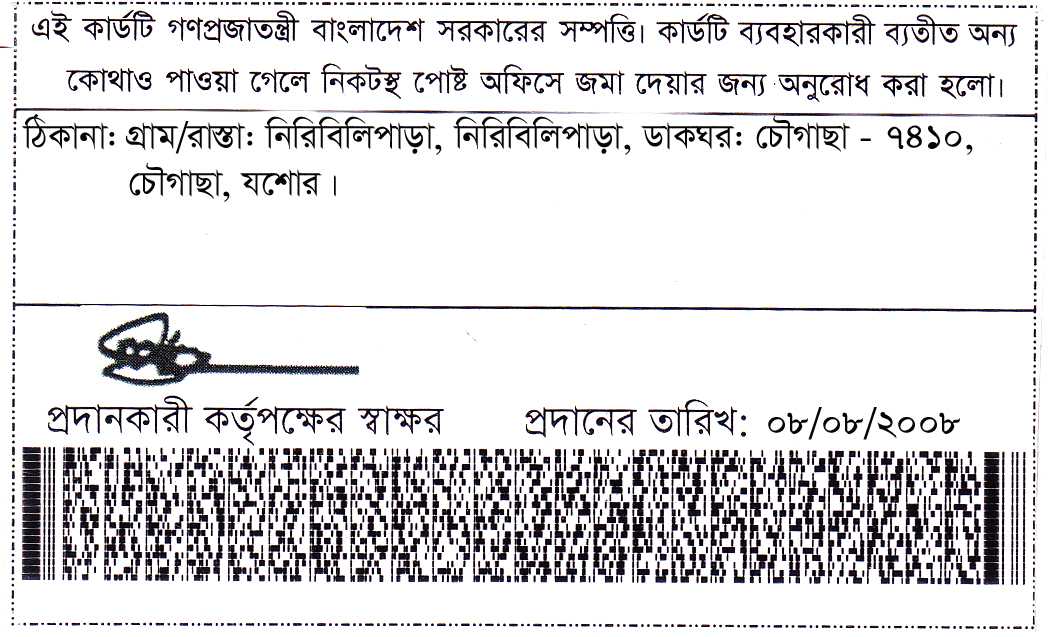 এই কার্ডটি গণপ্রজাতন্ত্রী বাংলাদেশ সরকারের সম্পত্তি। কার্ডটি ব্যবহারকারী ব্যতীত অন্য
কোথাও পাওয়া গেলে নিকটস্থ পোষ্ট অফিসে জমা দেয়ার জন্য অনুরোধ করা হলো।
ঠিকানা: গ্রাম/রাস্তা: নিরিবিলিপাড়া, নিরিবিলিপাড়া, ডাকঘর: চৌগাছা - ৭৪১০,
চৌগাছা, যশোর।
প্রদানকারী কর্তৃপক্ষের স্বাক্ষর প্রদানের তারিখ: ০৮/০৮/২০০৮